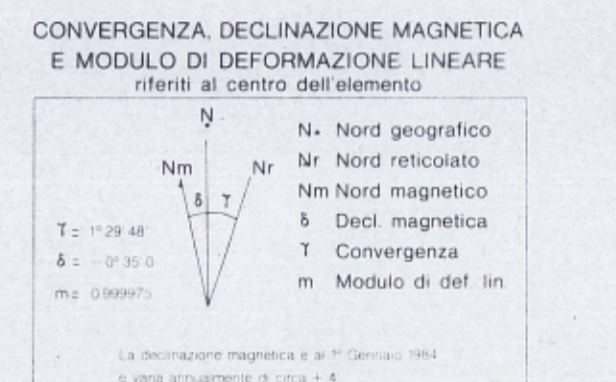 CONVERGENZA, DECLINAZIONE MAGNETICA
E MODULO DI DEFORMAZIONE LINEARE
riferiti al centro dell'elemento
N
Nm
Nr
δ
γ
N• Nord geografico
Nr Nord reticolato
Nm Nord magnetico
δ Decl. magnetica
γ Convergenza
m Modulo di def. lin.
γ = 1° 29' 48"
δ = -0° 35'.0
m = 0.999975
La declinazione magnetica è al 1° Gennaio 1984
e varia annualmente di circa + 4